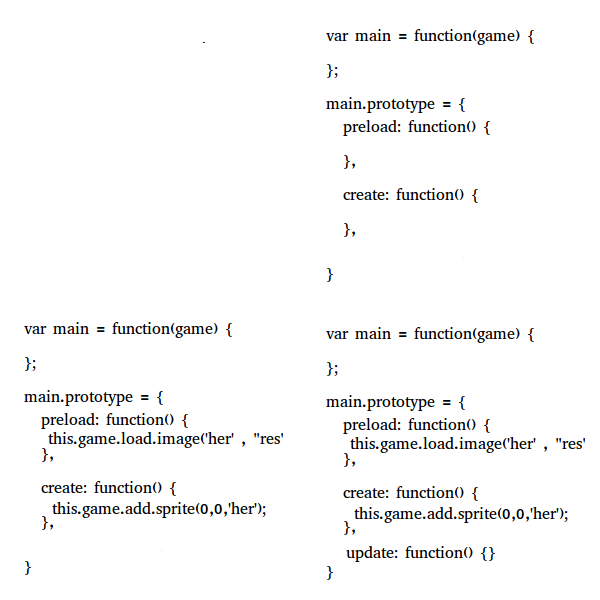 var main = function(game) {
};
main.prototype = {
preload: function() {
},
create: function() {
},
}
var main = function(game) {
};
main.prototype = {
preload: function() {
this.game.load.image('her' , "res'
},
create: function() {
this.game.add.sprite(0,0,'her');
},
}
var main = function(game) {
};
main.prototype = {
preload: function() {
this.game.load.image('her' , "res'
},
create: function() {
this.game.add.sprite(0,0,'her');
},
update: function() {}
}